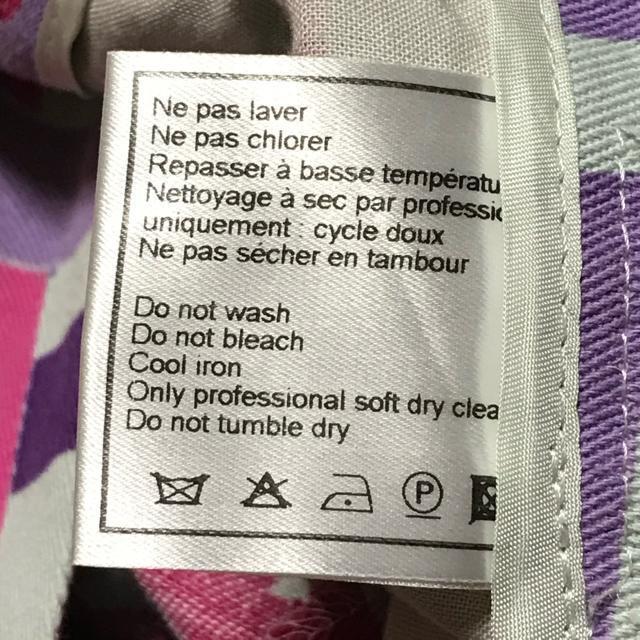 Ne pas laver
Ne pas chlorer
Repasser à basse températu
Nettoyage à sec par professio
uniquement : cycle doux
Ne pas sécher en tambour
Do not wash
Do not bleach
Cool iron
Only professional soft dry clea
Do not tumble dry
P